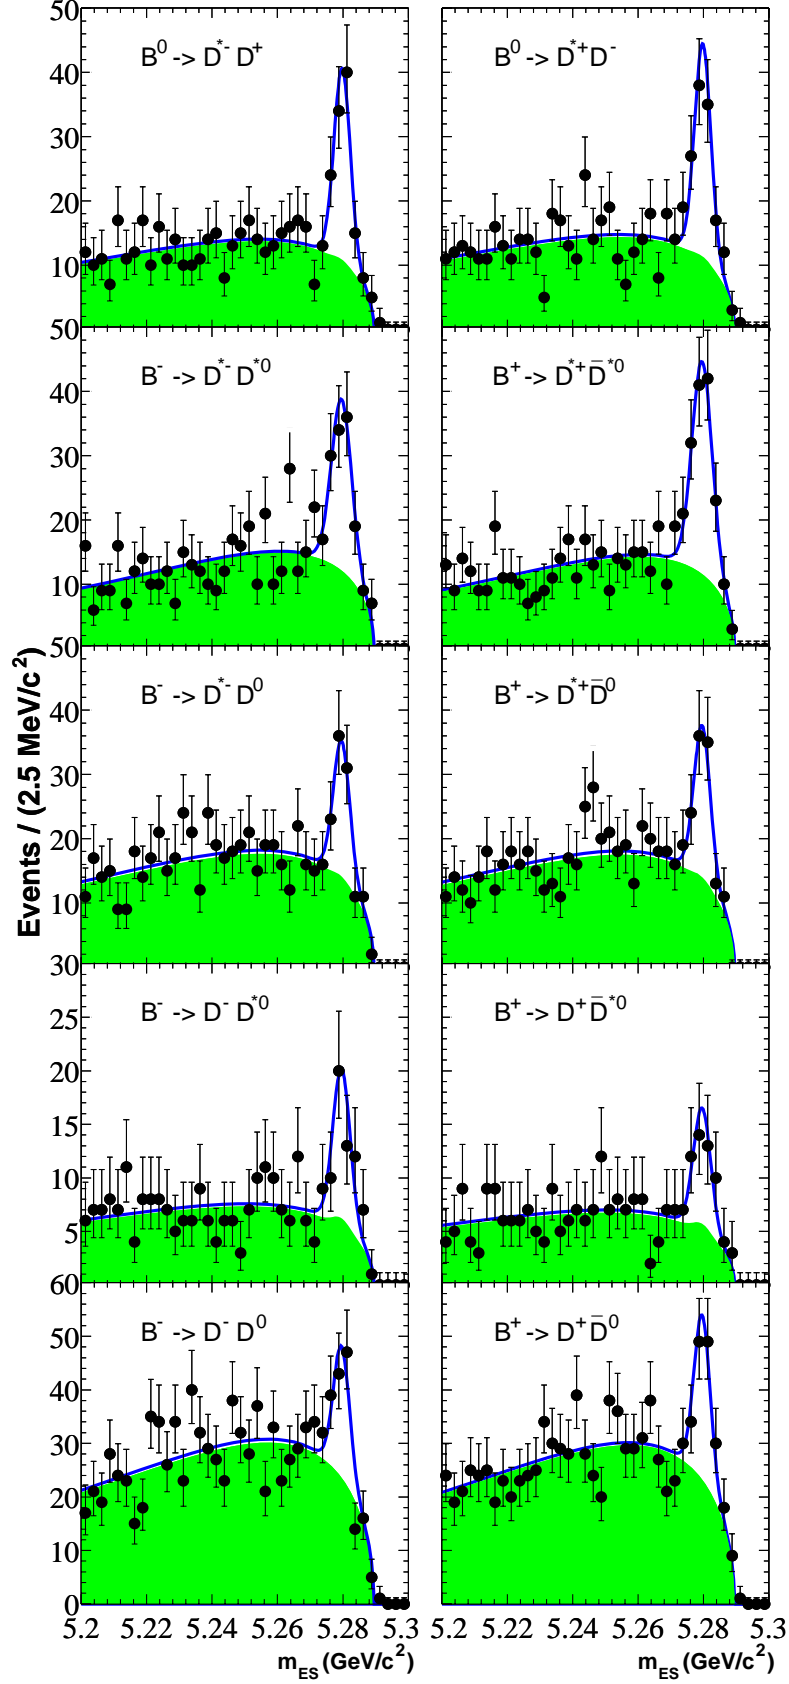 50
40
30
20
10
B⁰ -> D*⁻ D⁺
B⁰ -> D*⁺D⁻
50
40
30
20
10
B⁻ -> D*⁻ D*⁰
B⁺ -> D*⁺D̅*⁰
50
40
30
20
10
B⁻ -> D*⁻ D⁰
B⁺ -> D*⁺D̅⁰
30
25
20
15
10
5
B⁻ -> D⁻ D*⁰
B⁺ -> D⁺D̅*⁰
60
50
40
30
20
10
0
B⁻ -> D⁻ D⁰
B⁺ -> D⁺D̅⁰
Events / (2.5 MeV/c²)
5.2 5.22 5.24 5.26 5.28 5.3
5.2 5.22 5.24 5.26 5.28 5.3
m_ES (GeV/c²)
m_ES (GeV/c²)